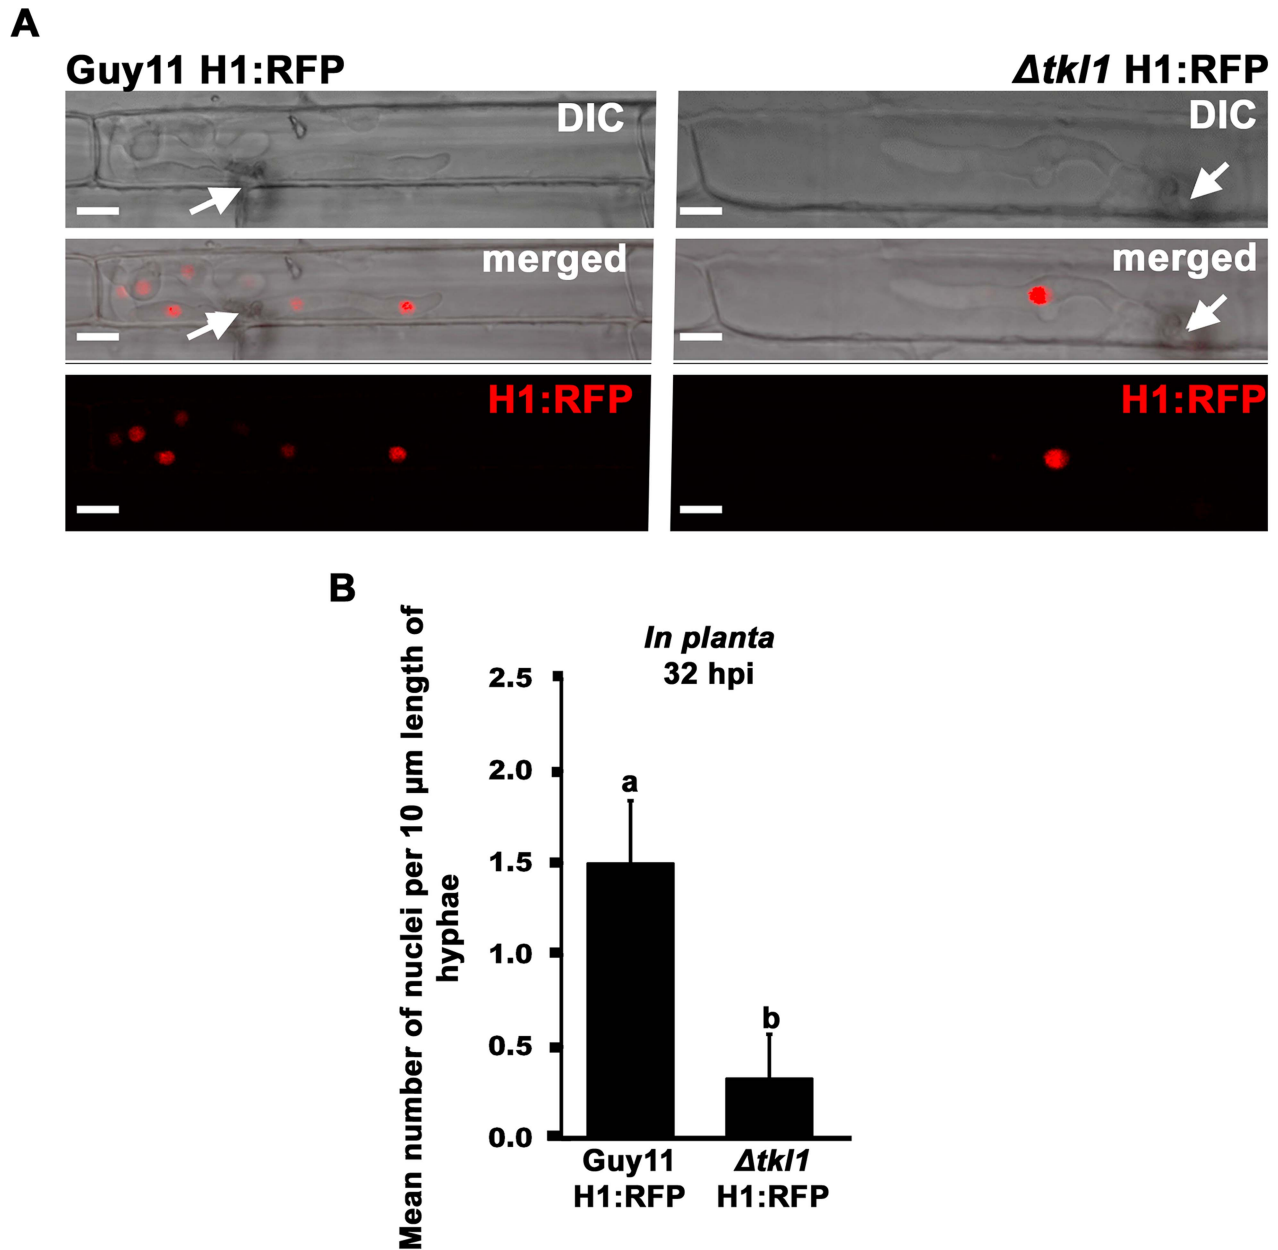 A
Guy11 H1:RFP
Δtkl1 H1:RFP
DIC
DIC
merged
merged
H1:RFP
H1:RFP
B
Mean number of nuclei per 10 µm length of
hyphae
In planta
32 hpi
2.5
2.0
1.5
1.0
0.5
0.0
a
b
Guy11
H1:RFP
Δtkl1
H1:RFP